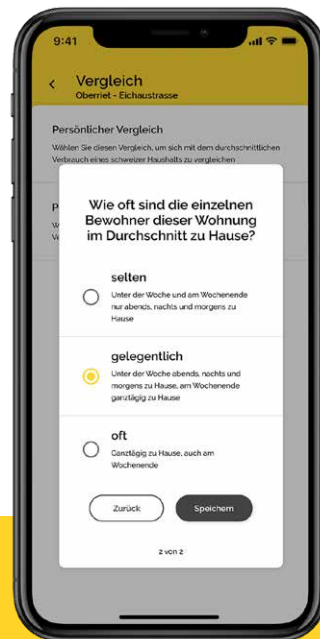 9:41
Vergleich
Oberriet - Eichaustrasse
Persönlicher Vergleich
Wählen Sie diesen Vergleich, um sich mit dem durchschnittlichen
Verbrauch eines schweizer Haushalts zu vergleichen
P
W
V
Wie oft sind die einzelnen
Bewohner dieser Wohnung
im Durchschnitt zu Hause?
selten
Unter der Woche und am Wochenende
nur abends, nachts und morgens zu
Hause
gelegentlich
Unter der Woche abends, nachts und
morgens zu Hause, am Wochenende
ganztägig zu Hause
oft
Ganztägig zu Hause, auch am
Wochenende
Zurück
Speichern
2 von 2